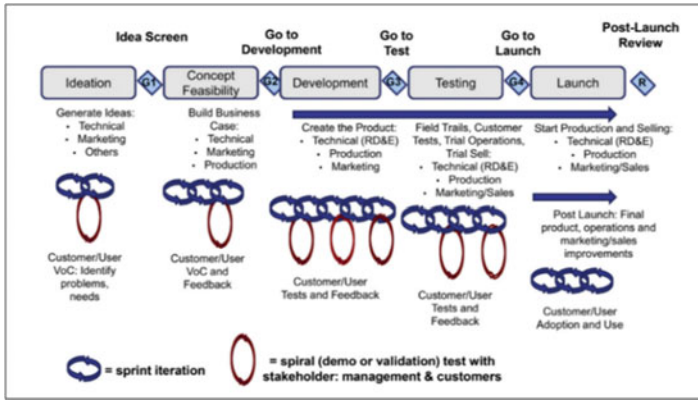 Idea Screen
Go to
Development
Go to
Test
Go to
Launch
Post-Launch
Review
Ideation
G1
Concept
Feasibility
G2
Development
G3
Testing
G4
Launch
R
Generate Ideas:
• Technical
• Marketing
• Others
Build Business
Case:
• Technical
• Marketing
• Production
Create the Product:
• Technical (RD&E)
• Production
• Marketing
Field Trails, Customer
Tests, Trial Operations,
Trial Sell:
• Technical (RD&E)
• Production
• Marketing/Sales
Start Production and Selling:
• Technical (RD&E)
• Production
• Marketing/Sales
Post Launch: Final
product, operations and
marketing/sales
improvements
Customer/User
VoC: Identify
problems,
needs
Customer/User
VoC and
Feedback
Customer/User
Tests and Feedback
Customer/User
Tests and
Feedback
Customer/User
Adoption and Use
= sprint iteration
= spiral (demo or validation) test with
stakeholder: management & customers